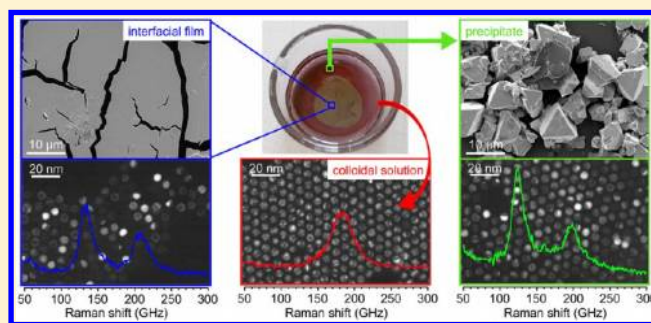 interfacial film
precipitate
10 µm
10 µm
20 nm
20 nm
colloidal solution
20 nm
50 100 150 200 250 300
50 100 150 200 250 300
50 100 150 200 250 300
Raman shift (GHz)
Raman shift (GHz)
Raman shift (GHz)